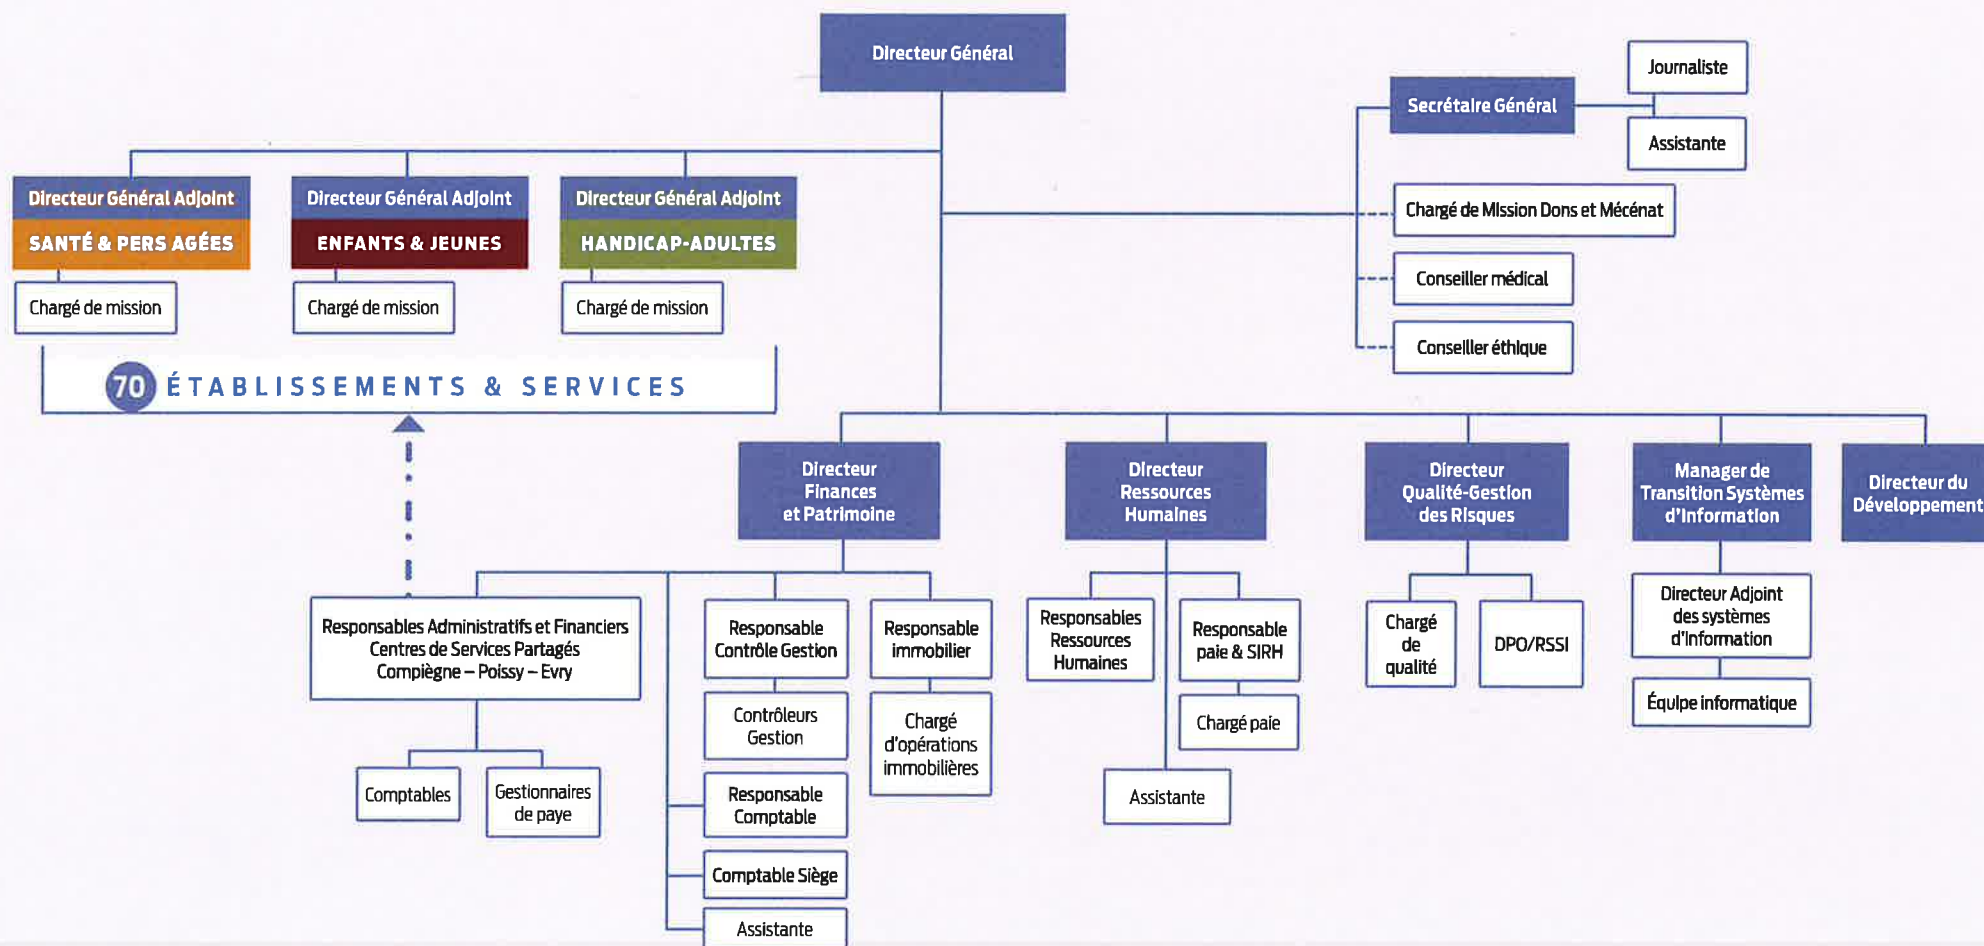 Directeur Général
Secrétaire Général
Journaliste
Assistante
Chargé de Mission Dons et Mécénat
Conseiller médical
Conseiller éthique
Directeur Général Adjoint
SANTÉ & PERS AGÉES
Chargé de mission
Directeur Général Adjoint
ENFANTS & JEUNES
Chargé de mission
Directeur Général Adjoint
HANDICAP-ADULTES
Chargé de mission
70 ÉTABLISSEMENTS & SERVICES
Directeur
Finances
et Patrimoine
Directeur
Ressources
Humaines
Directeur
Qualité-Gestion
des Risques
Manager de
Transition Systèmes
d'Information
Directeur du
Développement
Responsables Administratifs et Financiers
Centres de Services Partagés
Compiègne – Poissy – Evry
Comptables
Gestionnaires
de paye
Responsable
Contrôle Gestion
Contrôleurs
Gestion
Responsable
Comptable
Comptable Siège
Assistante
Responsable
immobilier
Chargé
d'opérations
immobilières
Responsables
Ressources
Humaines
Responsable
paie & SIRH
Chargé paie
Assistante
Chargé
de
qualité
DPO/RSSI
Directeur Adjoint
des systèmes
d'Information
Équipe informatique